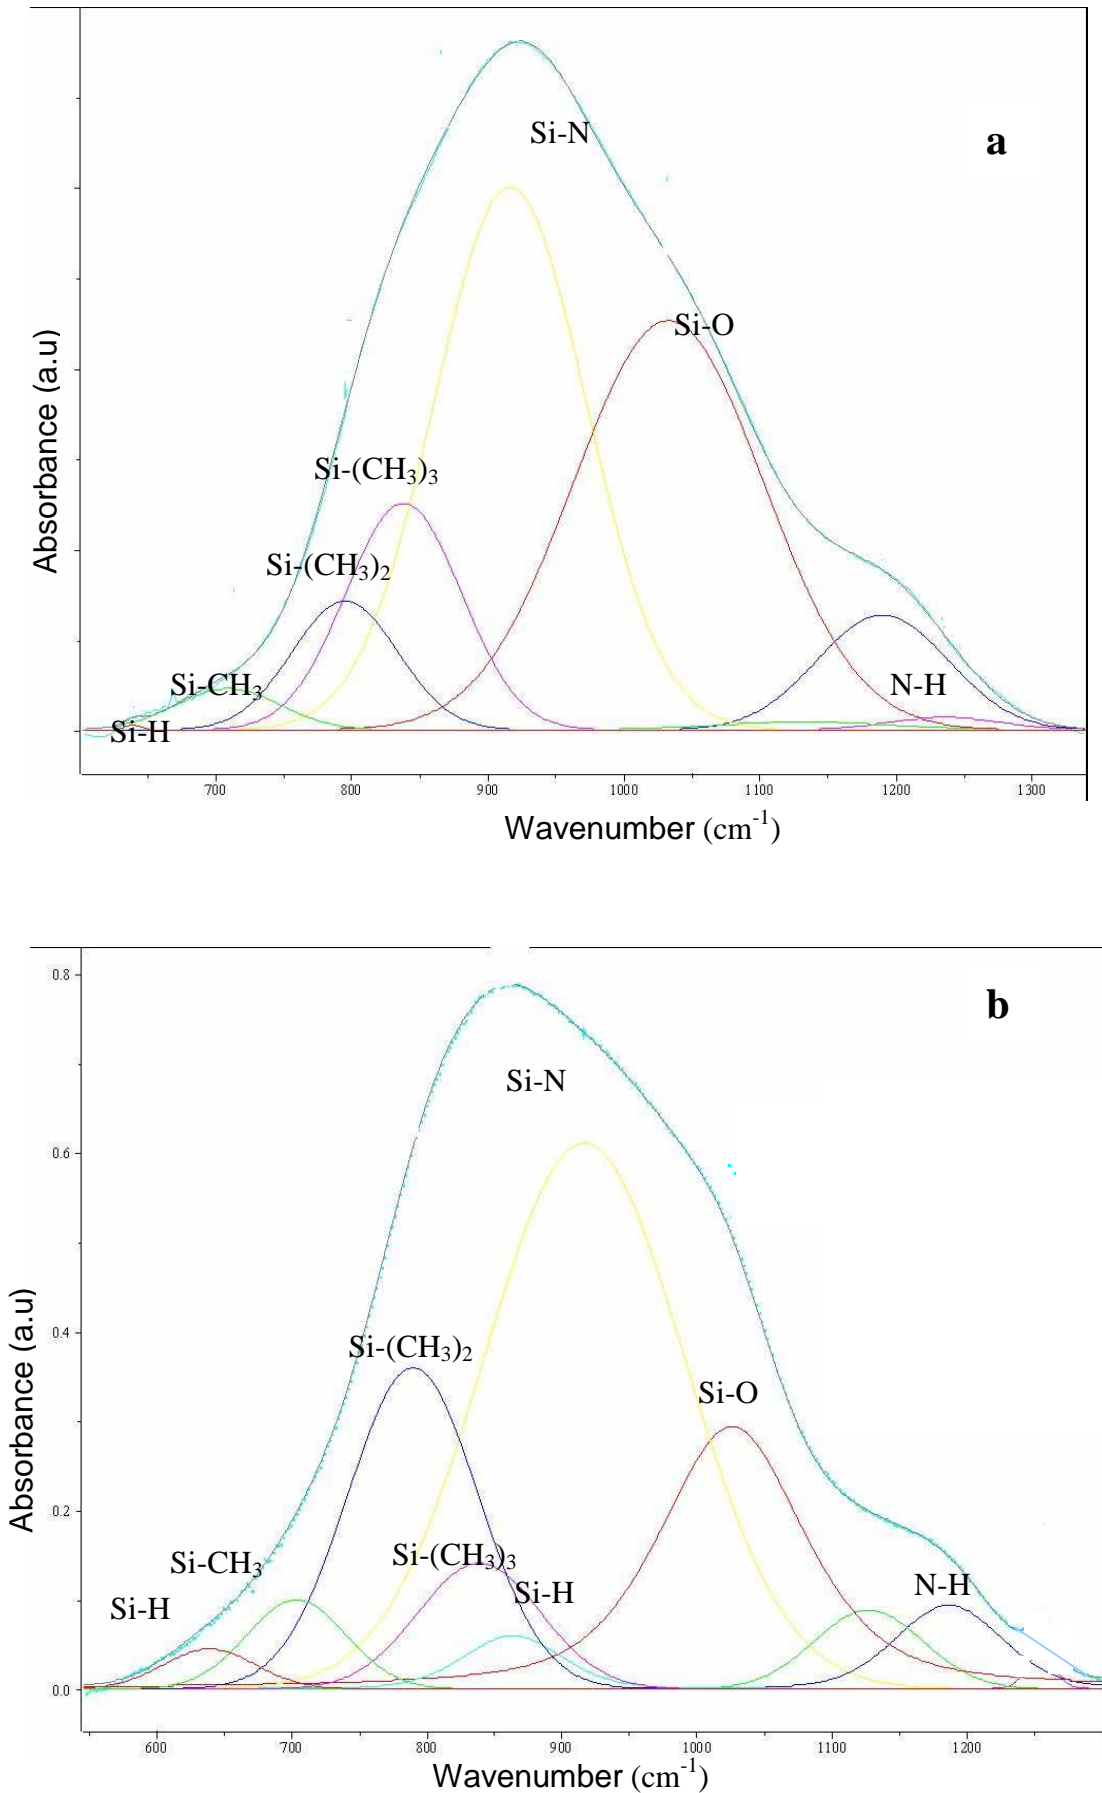 a
Si-N
Si-O
Si-(CH₃)₃
Si-(CH₃)₂
Si-CH₃
N-H
Si-H
Absorbance (a.u)
700 800 900 1000 1100 1200 1300
Wavenumber (cm⁻¹)
b
0.8
Si-N
0.6
0.4
Si-(CH₃)₂
Si-O
0.2
Si-CH₃
Si-(CH₃)₃
Si-H
N-H
Si-H
0.0
Absorbance (a.u)
600 700 800 900 1000 1100 1200
Wavenumber (cm⁻¹)